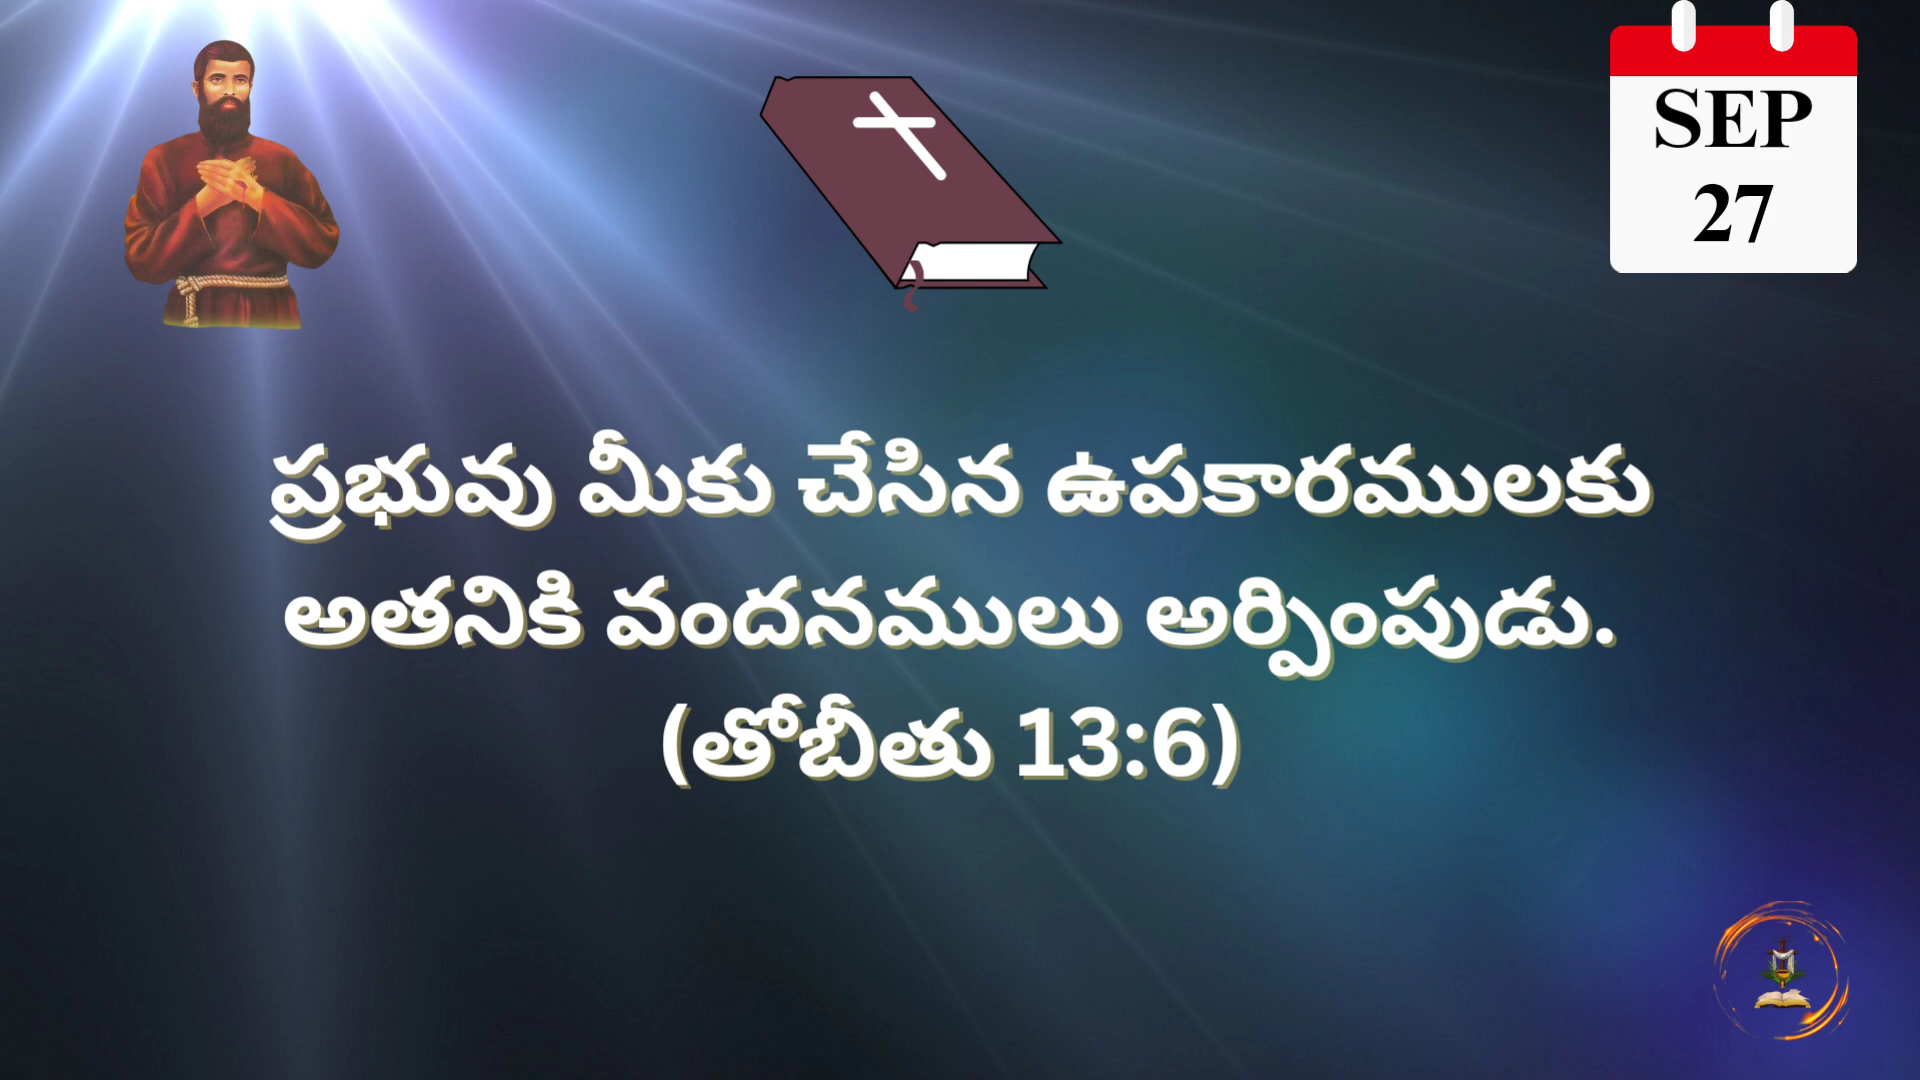 SEP
27
ప్రభువు మీకు చేసిన ఉపకారములకు
అతనికి వందనములు అర్పింపుడు.
(తోబీతు 13:6)